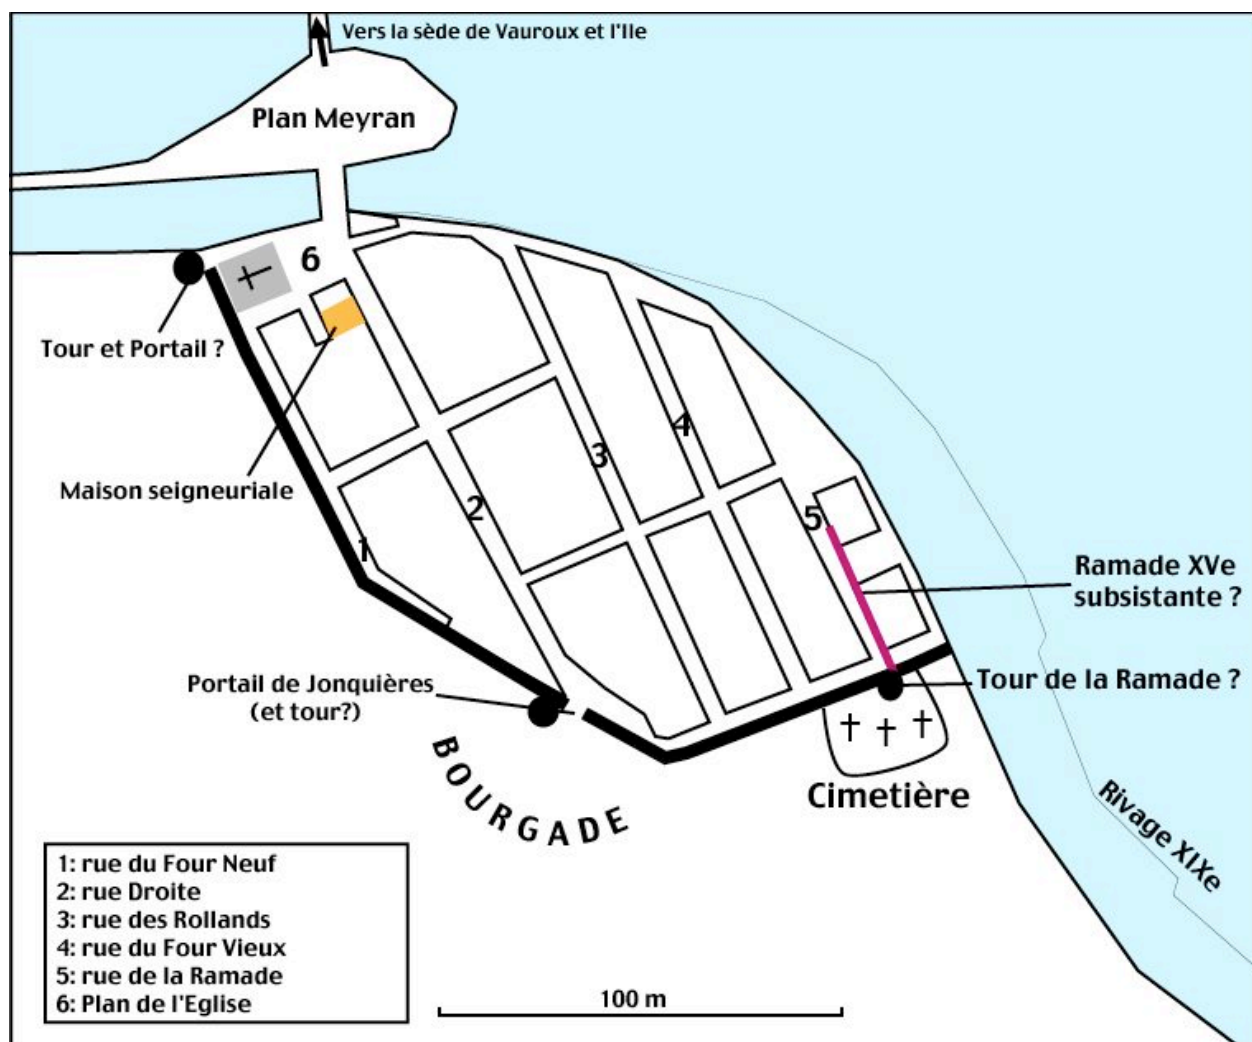 Vers la sède de Vauroux et l'Ile
Plan Meyran
6
Tour et Portail ?
Maison seigneuriale
4
3
2
5
1
Ramade XVe
subsistante ?
Portail de Jonquières
(et tour?)
Tour de la Ramade ?
BOURGADE
Cimetière
Rivage XIXe
1: rue du Four Neuf
2: rue Droite
3: rue des Rollands
4: rue du Four Vieux
5: rue de la Ramade
6: Plan de l'Eglise
100 m